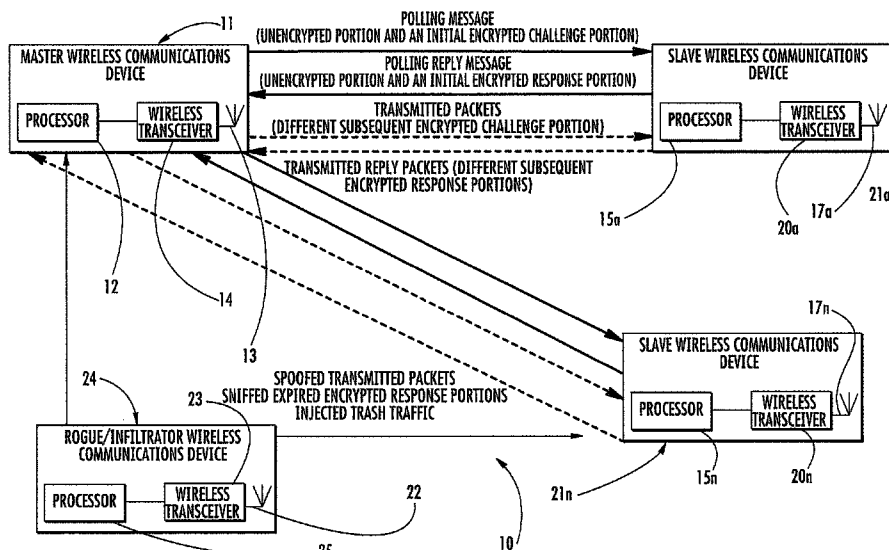 11
POLLING MESSAGE
(UNENCRYPTED PORTION AND AN INITIAL ENCRYPTED CHALLENGE PORTION)
MASTER WIRELESS COMMUNICATIONS
DEVICE
PROCESSOR
WIRELESS
TRANSCEIVER
POLLING REPLY MESSAGE
(UNENCRYPTED PORTION AND AN INITIAL ENCRYPTED RESPONSE PORTION)
TRANSMITTED PACKETS
(DIFFERENT SUBSEQUENT ENCRYPTED CHALLENGE PORTION)
TRANSMITTED REPLY PACKETS (DIFFERENT SUBSEQUENT
ENCRYPTED RESPONSE PORTIONS)
SLAVE WIRELESS COMMUNICATIONS
DEVICE
PROCESSOR
WIRELESS
TRANSCEIVER
15a
20a
17a
21a
12
14
13
17n
SLAVE WIRELESS COMMUNICATIONS
DEVICE
PROCESSOR
WIRELESS
TRANSCEIVER
24
23
SPOOFED TRANSMITTED PACKETS
SNIFFED EXPIRED ENCRYPTED RESPONSE PORTIONS
INJECTED TRASH TRAFFIC
ROGUE/INFILTRATOR WIRELESS
COMMUNICATIONS DEVICE
PROCESSOR
WIRELESS
TRANSCEIVER
22
21n
15n
20n
25
10